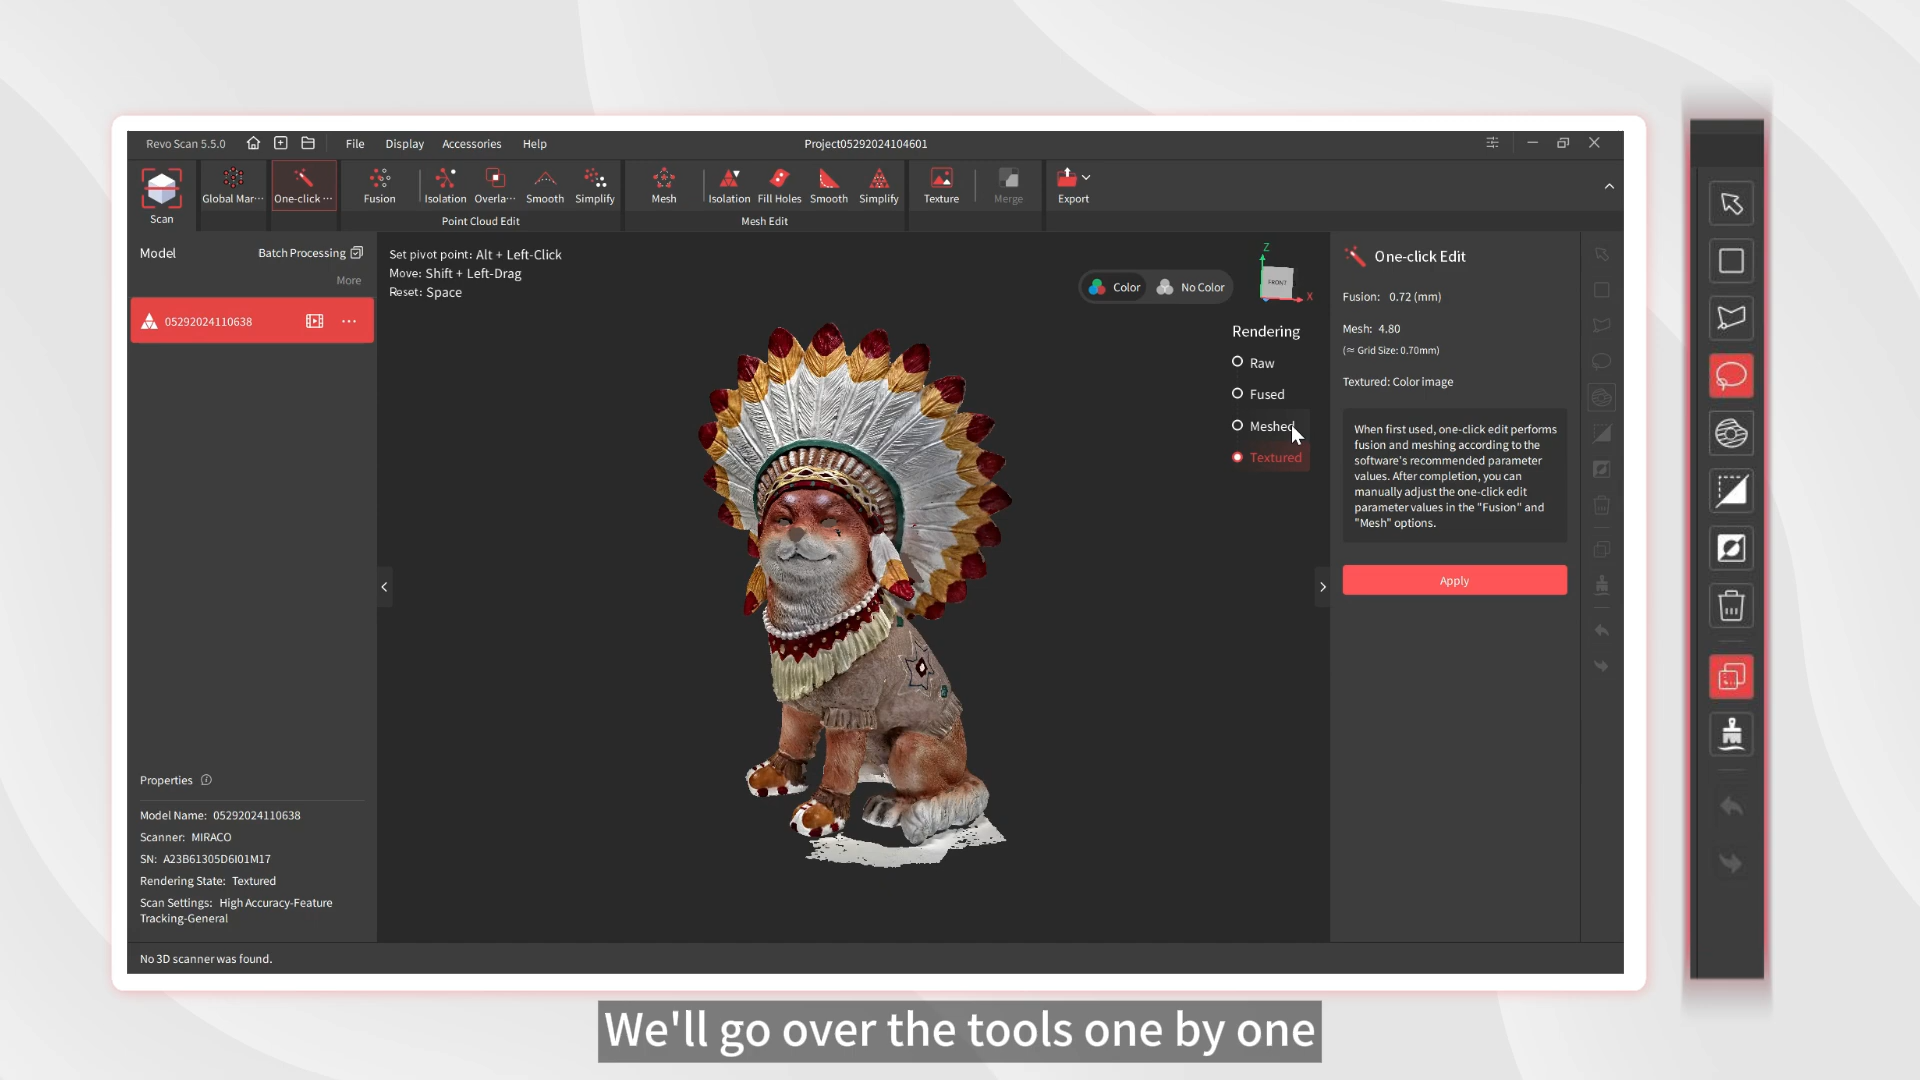 Revo Scan 5.5.0
File
Display
Accessories
Help
Project05292024104601
Scan
Global Mar···
One-click ···
Fusion
Isolation
Overla···
Smooth
Simplify
Point Cloud Edit
Mesh
Isolation
Fill Holes
Smooth
Simplify
Mesh Edit
Texture
Merge
Export
Model
Batch Processing
More
05292024110638
Set pivot point: Alt + Left-Click
Move: Shift + Left-Drag
Reset: Space
Color
No Color
Z
FRONT
X
Rendering
Raw
Fused
Meshed
Textured
One-click Edit
Fusion: 0.72 (mm)
Mesh: 4.80
(≈ Grid Size: 0.70mm)
Textured: Color image
When first used, one-click edit performs
fusion and meshing according to the
software's recommended parameter
values. After completion, you can
manually adjust the one-click edit
parameter values in the "Fusion" and
"Mesh" options.
Apply
Properties
Model Name: 05292024110638
Scanner: MIRACO
SN: A23B61305D6I01M17
Rendering State: Textured
Scan Settings: High Accuracy-Feature
Tracking-General
No 3D scanner was found.
We'll go over the tools one by one